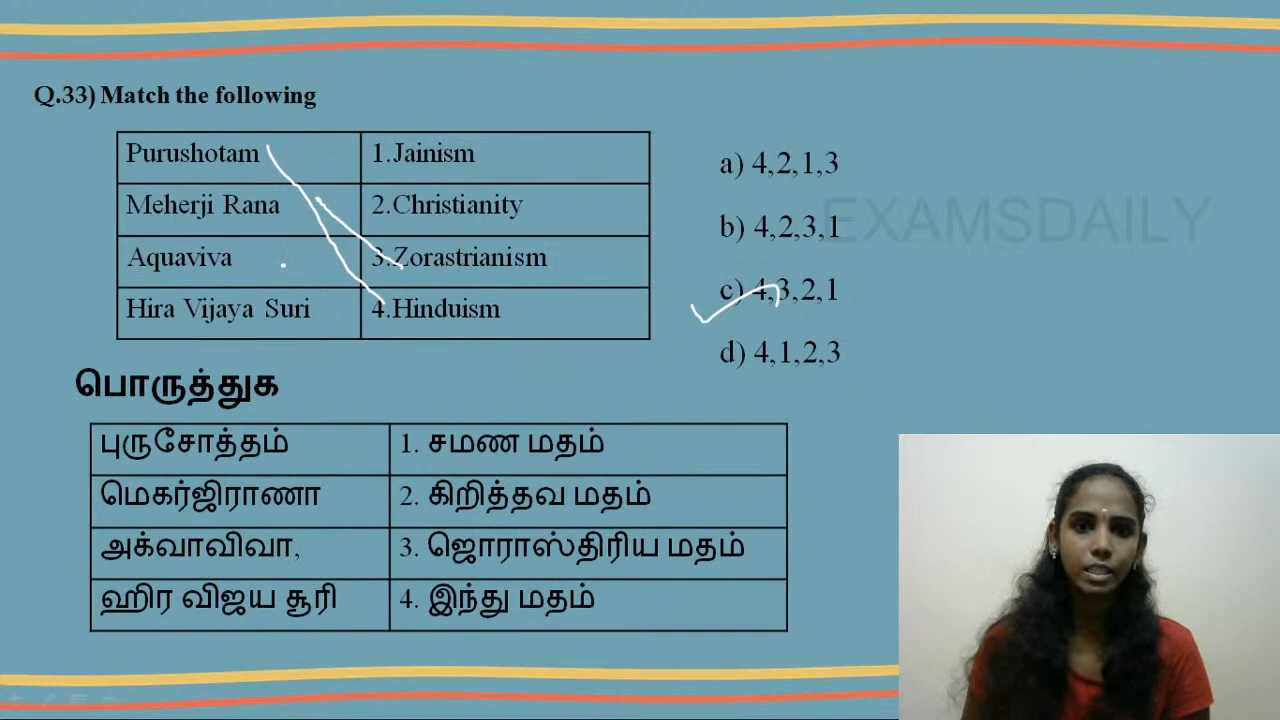 Q.33) Match the following
Purushotam 1.Jainism
Meherji Rana 2.Christianity
Aquaviva 3.Zorastrianism
Hira Vijaya Suri 4.Hinduism
a) 4,2,1,3
b) 4,2,3,1
c) 4,3,2,1
d) 4,1,2,3
EXAMSDAILY
பொருத்துக
புருசோத்தம் 1. சமண மதம்
மெகர்ஜிராணா 2. கிறித்தவ மதம்
அக்வாவிவா, 3. ஜொராஸ்திரிய மதம்
ஹிர விஜய சூரி 4. இந்து மதம்